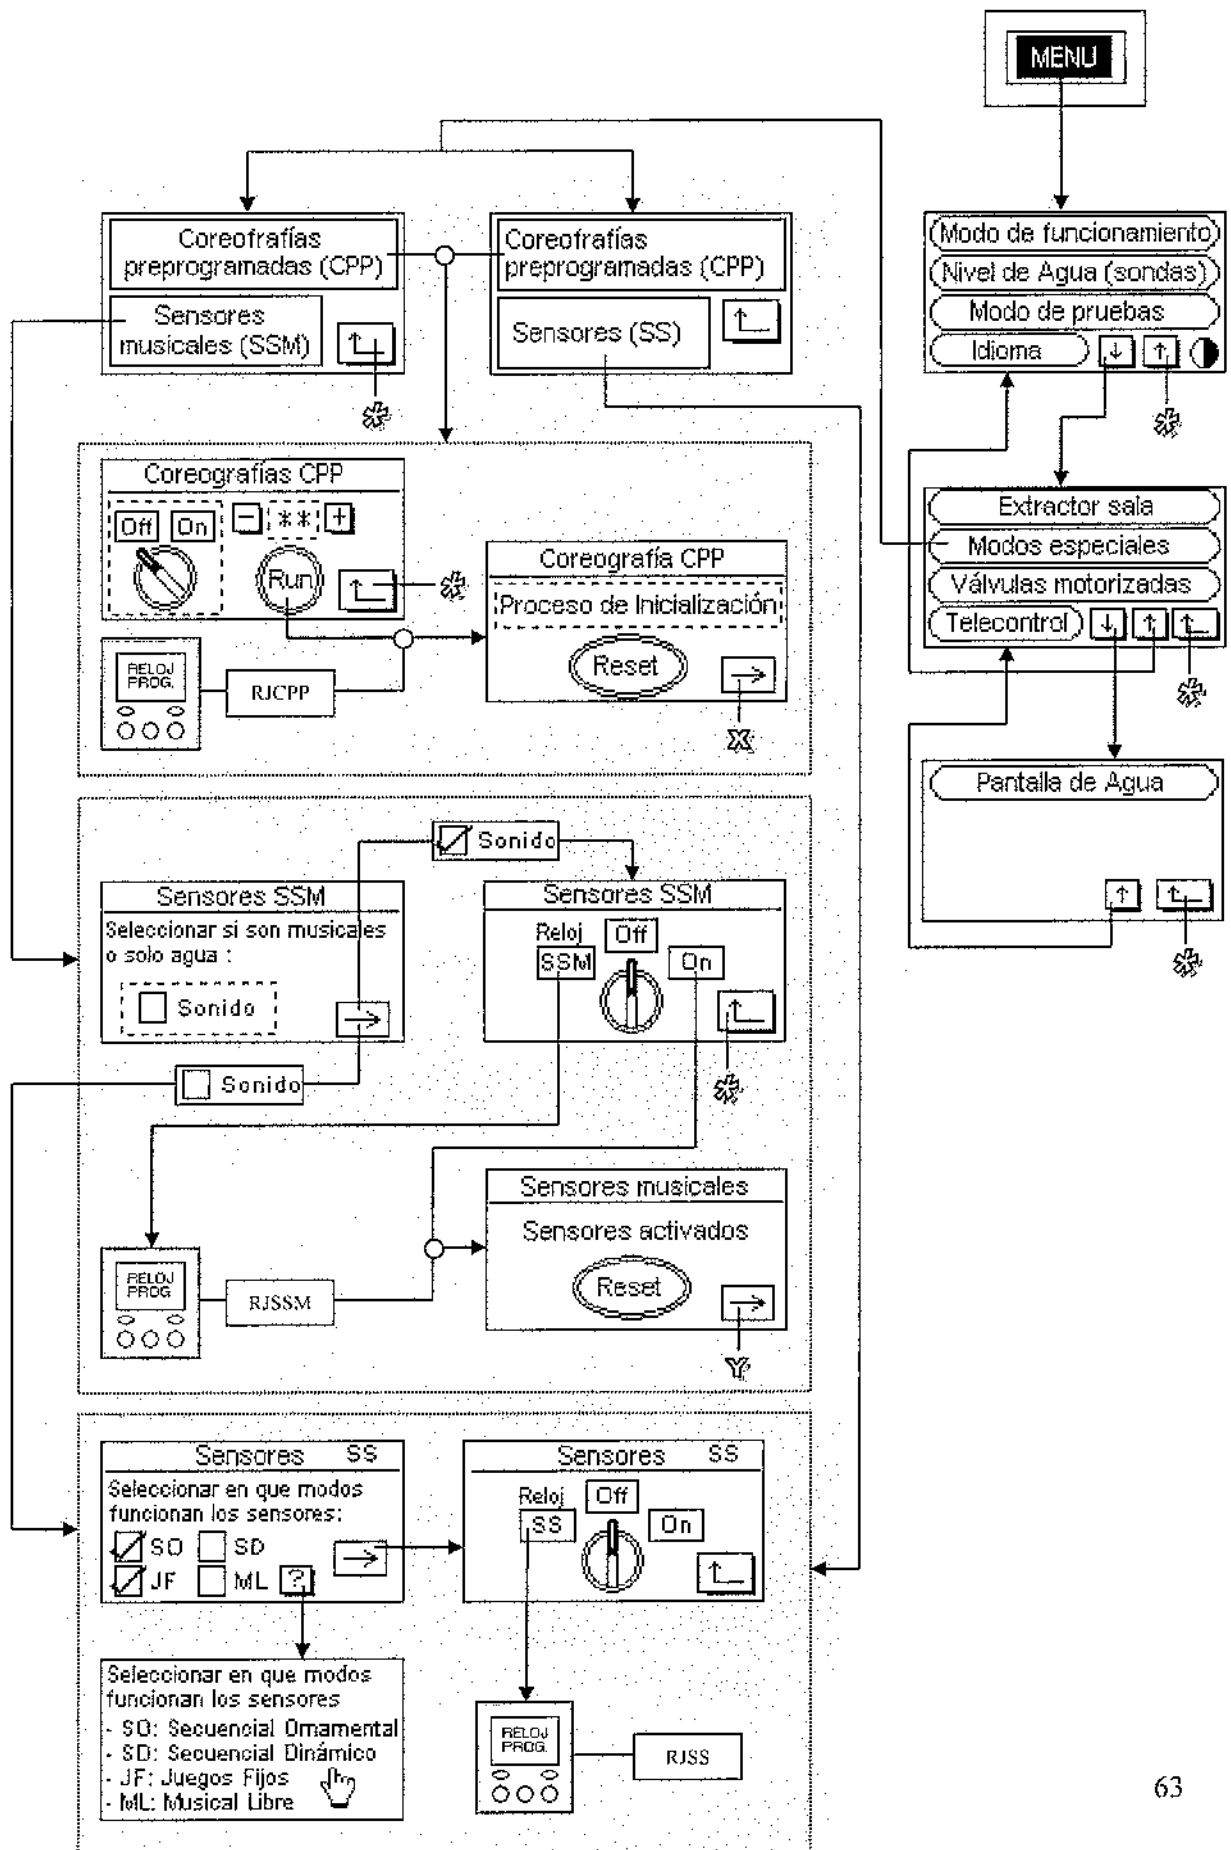 MENU
Coreofrafías
preprogramadas (CPP)
Sensores
musicales (SSM)
Coreofrafías
preprogramadas (CPP)
Sensores (SS)
Modo de funcionamiento
Nivel de Agua (sondas)
Modo de pruebas
Idioma
Coreografías CPP
Off On - ** +
Run
RELOJ
PROG.
RJCPP
Coreografía CPP
Proceso de Inicialización
Reset
X
Extractor sala
Modos especiales
Válvulas motorizadas
Telecontrol
Pantalla de Agua
Sonido
Sensores SSM
Seleccionar si son musicales
o solo agua :
Sonido
Sensores SSM
Reloj Off
SSM On
Sonido
RELOJ
PROG
RJSSM
Sensores musicales
Sensores activados
Reset
Y
Sensores SS
Seleccionar en que modos
funcionan los sensores:
SO SD
JF ML ?
Sensores SS
Reloj Off
SS On
Seleccionar en que modos
funcionan los sensores
- SO: Secuencial Ornamental
- SD: Secuencial Dinámico
- JF: Juegos Fijos
- ML: Musical Libre
RELOJ
PROG.
RJSS
63